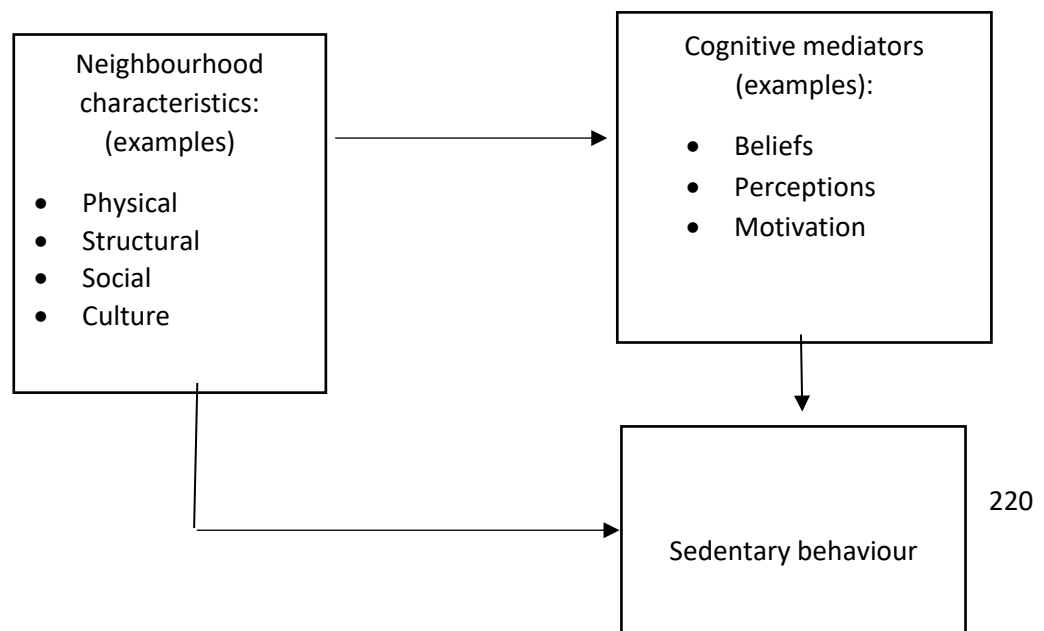 Neighbourhood
characteristics:
(examples)
• Physical
• Structural
• Social
• Culture
Cognitive mediators
(examples):
• Beliefs
• Perceptions
• Motivation
220
Sedentary behaviour